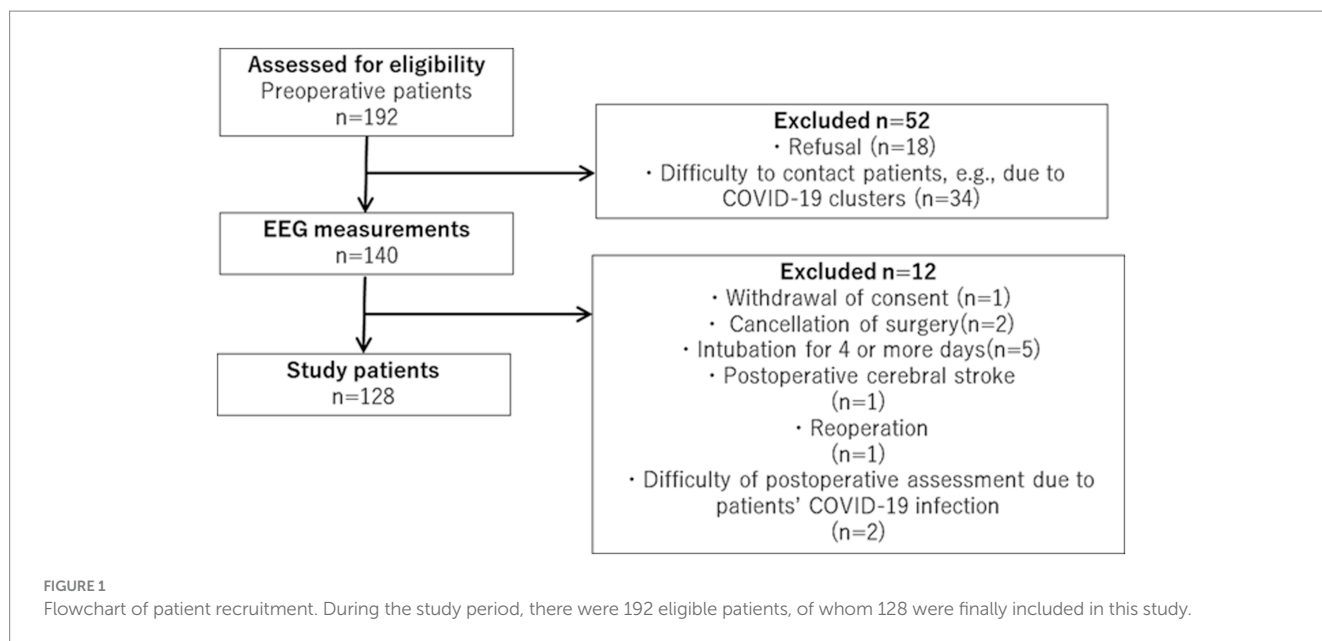 Assessed for eligibility
Preoperative patients
n=192
Excluded n=52
・Refusal (n=18)
・Difficulty to contact patients, e.g., due to
COVID-19 clusters (n=34)
EEG measurements
n=140
Excluded n=12
・Withdrawal of consent (n=1)
・Cancellation of surgery(n=2)
・Intubation for 4 or more days(n=5)
・Postoperative cerebral stroke
(n=1)
・Reoperation
(n=1)
・Difficulty of postoperative assessment due to
patients’ COVID-19 infection
(n=2)
Study patients
n=128
FIGURE 1
Flowchart of patient recruitment. During the study period, there were 192 eligible patients, of whom 128 were finally included in this study.